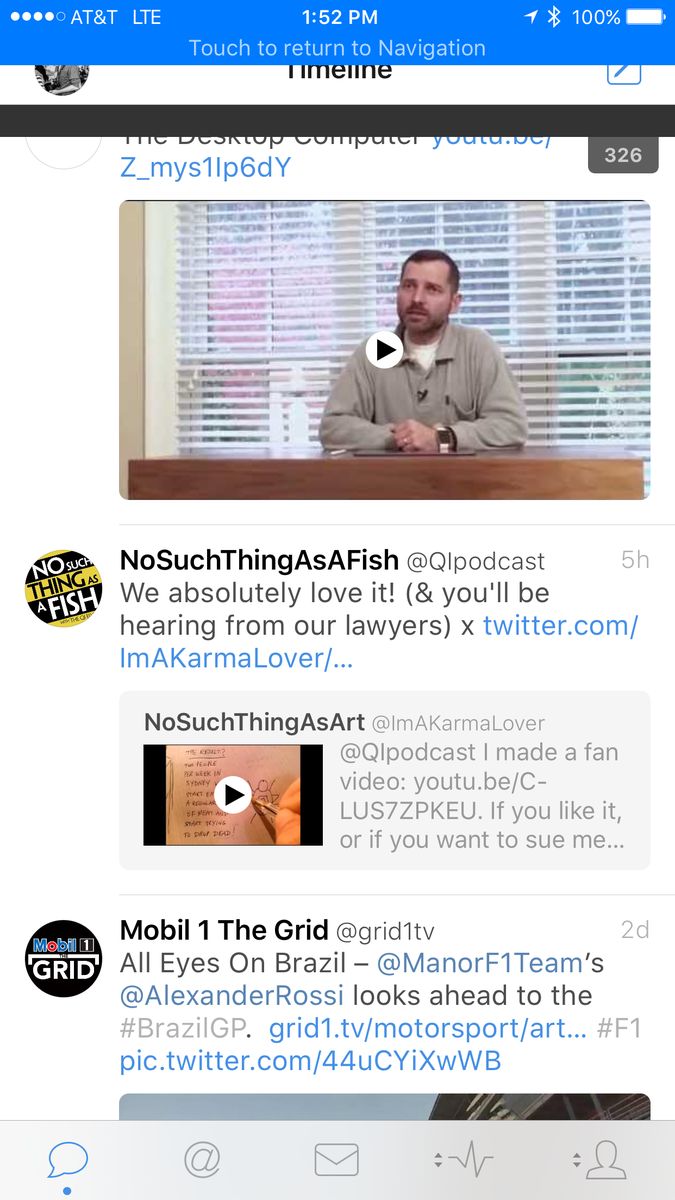 AT&T LTE 1:52 PM 100%
Touch to return to Navigation
Timeline
The Desktop Computer youtu.be/
Z_mys1Ip6dY
326
NO SUCH
THING AS
A FISH
NoSuchThingAsAFish @QIpodcast 5h
We absolutely love it! (& you'll be
hearing from our lawyers) x twitter.com/
ImAKarmaLover/...
NoSuchThingAsArt @ImAKarmaLover
THE RESULT?
TWO PEOPLE
PER WEEK IN
SYDNEY
START EA
A REGULAR
OF MEAT AND
START TRYING
TO DROP DEAD!
@QIpodcast I made a fan
video: youtu.be/C-
LUS7ZPKEU. If you like it,
or if you want to sue me...
Mobil 1
THE
GRID
Mobil 1 The Grid @grid1tv 2d
All Eyes On Brazil – @ManorF1Team's
@AlexanderRossi looks ahead to the
#BrazilGP. grid1.tv/motorsport/art... #F1
pic.twitter.com/44uCYiXwWB
@